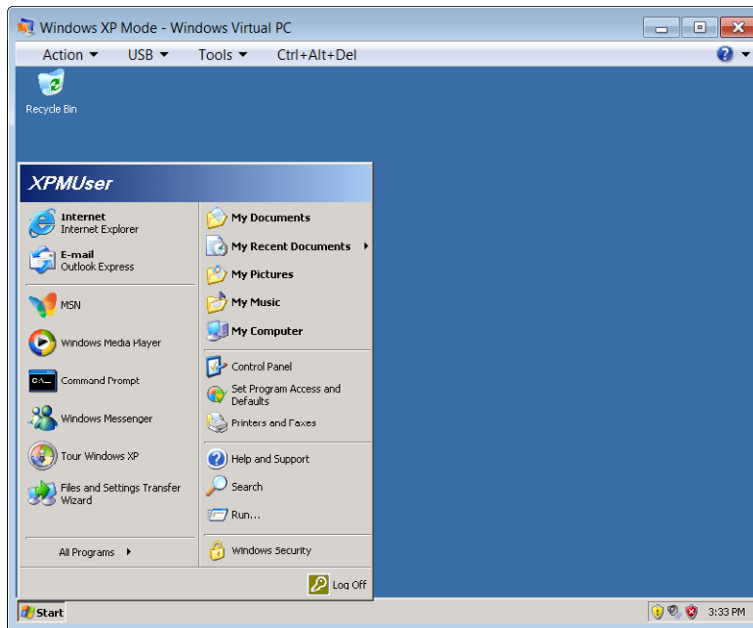 Windows XP Mode - Windows Virtual PC
Action USB Tools Ctrl+Alt+Del
Recycle Bin
XPMUser
Internet
Internet Explorer
E-mail
Outlook Express
MSN
Windows Media Player
C:\_
Command Prompt
Windows Messenger
Tour Windows XP
Files and Settings Transfer
Wizard
All Programs
My Documents
My Recent Documents
My Pictures
My Music
My Computer
Control Panel
Set Program Access and
Defaults
Printers and Faxes
Help and Support
Search
Run...
Windows Security
Log Off
Start
3:33 PM